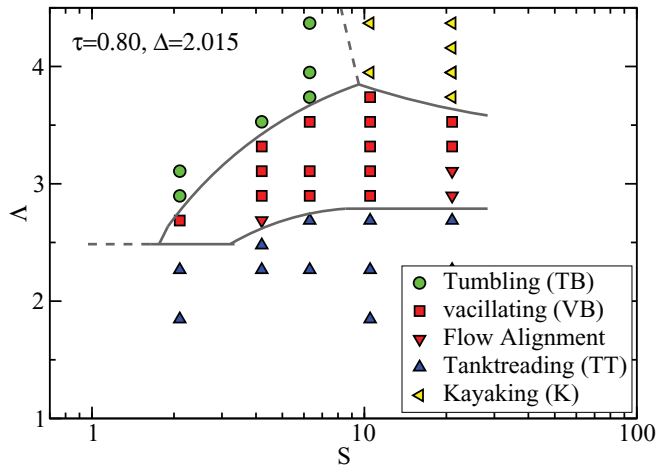 τ=0.80, Δ=2.015
4
3
2
1
Λ
Tumbling (TB)
vacillating (VB)
Flow Alignment
Tanktreading (TT)
Kayaking (K)
1
10
100
S